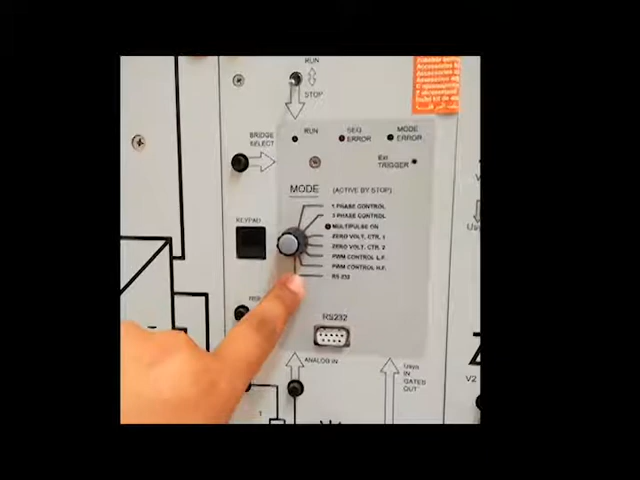 RUN
STOP
RUN
SEQ
ERROR
MODE
ERROR
BRIDGE
SELECT
TRIGGER
MODE
(ACTIVE BY STOP)
1 PHASE CONTROL
3 PHASE CONTROL
MULTIPULSE ON
KEYPAD
ZERO VOLT. CTR. 1
ZERO VOLT. CTR. 2
PWM CONTROL L.F.
PWM CONTROL H.F.
RS 232
RS232
ANALOG IN
IN
GATES
OUT
V2
1